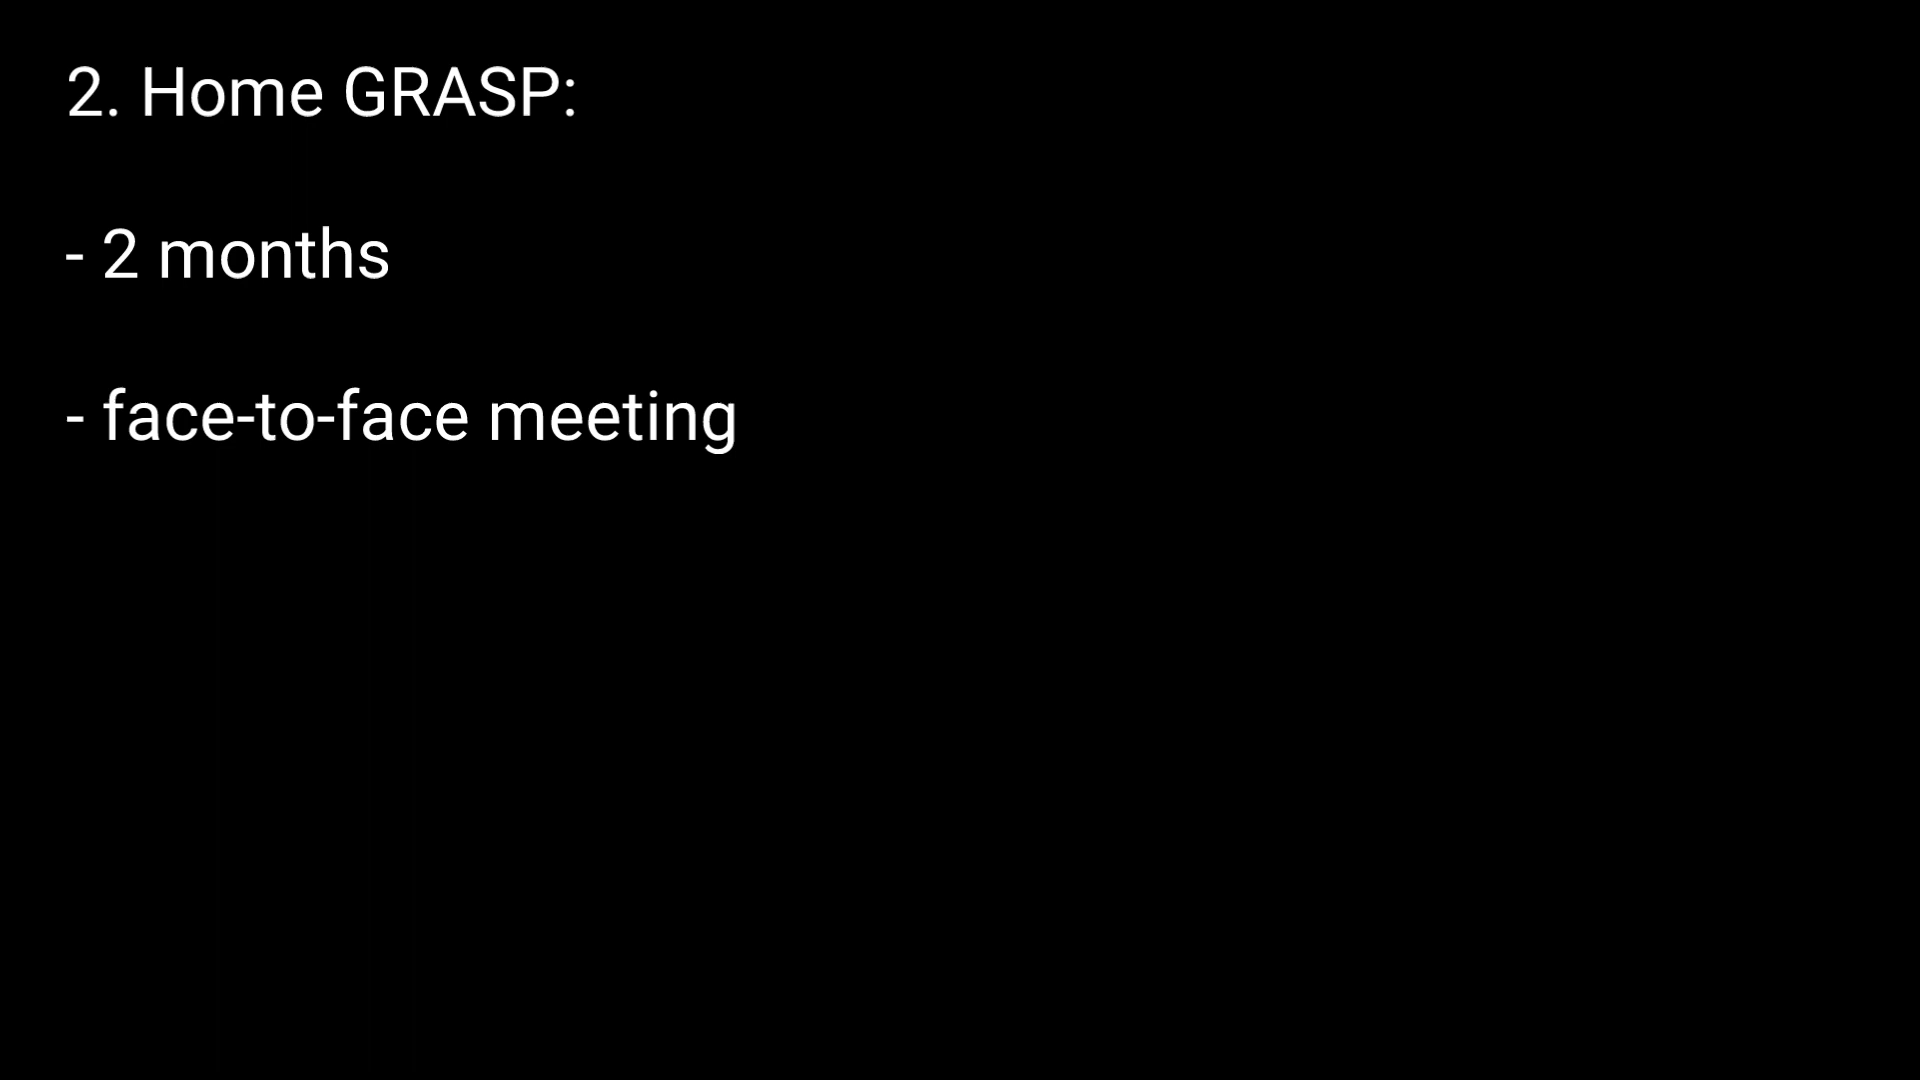 2. Home GRASP:
- 2 months
- face-to-face meeting